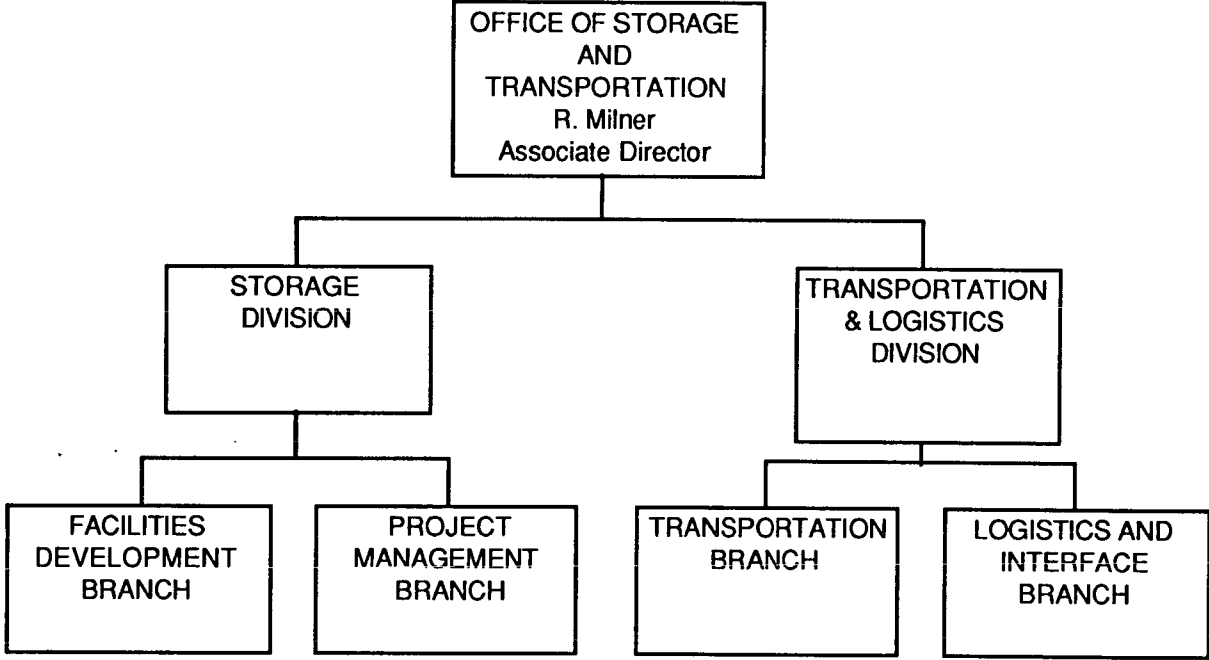 OFFICE OF STORAGE
AND
TRANSPORTATION
R. Milner
Associate Director
STORAGE
DIVISION
TRANSPORTATION
& LOGISTICS
DIVISION
FACILITIES
DEVELOPMENT
BRANCH
PROJECT
MANAGEMENT
BRANCH
TRANSPORTATION
BRANCH
LOGISTICS AND
INTERFACE
BRANCH